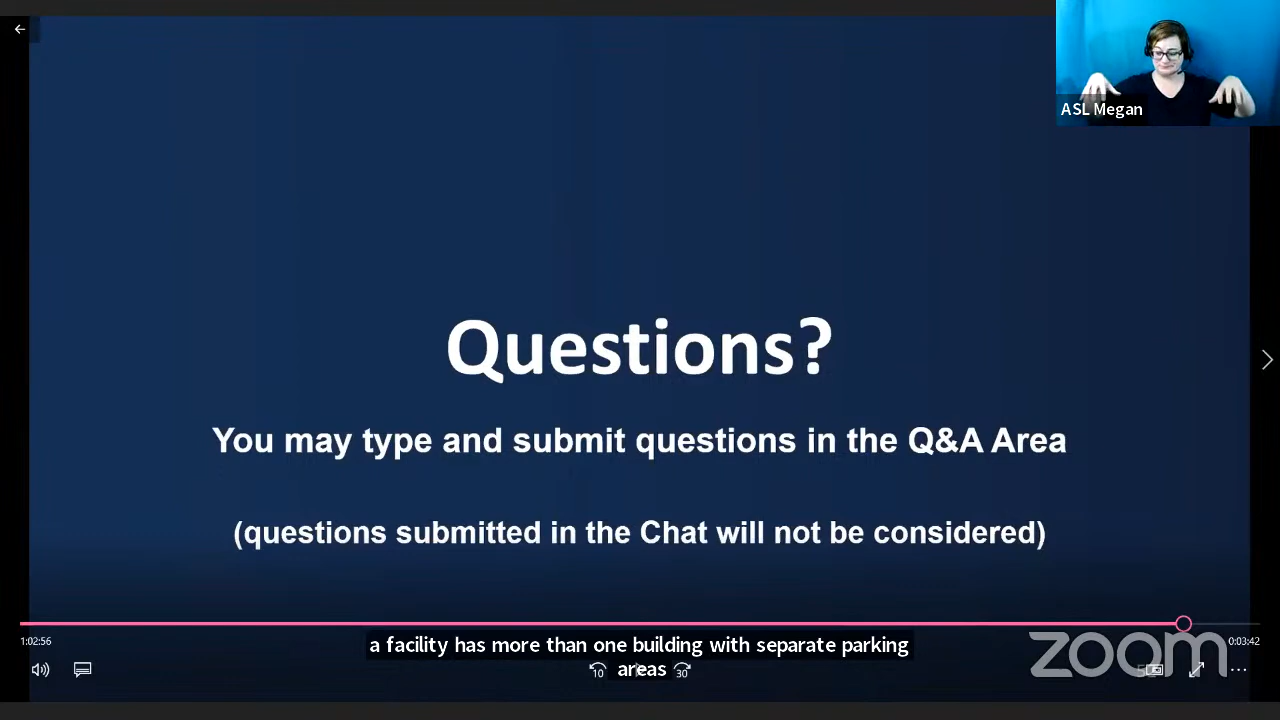 ASL Megan
Questions?
You may type and submit questions in the Q&A Area
(questions submitted in the Chat will not be considered)
1:02:56
0:03:42
a facility has more than one building with separate parking
areas
10
30
zoom